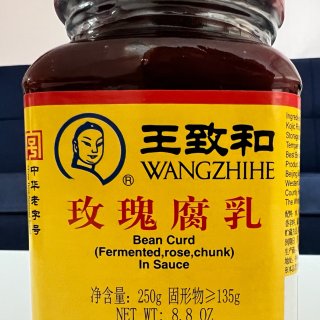 王致和
®
WANGZHIHE
中华老字号
玫瑰腐乳
Bean Curd
(Fermented,rose,chunk)
In Sauce
净含量: 250g 固形物≥135g
NET WT: 8.8 OZ